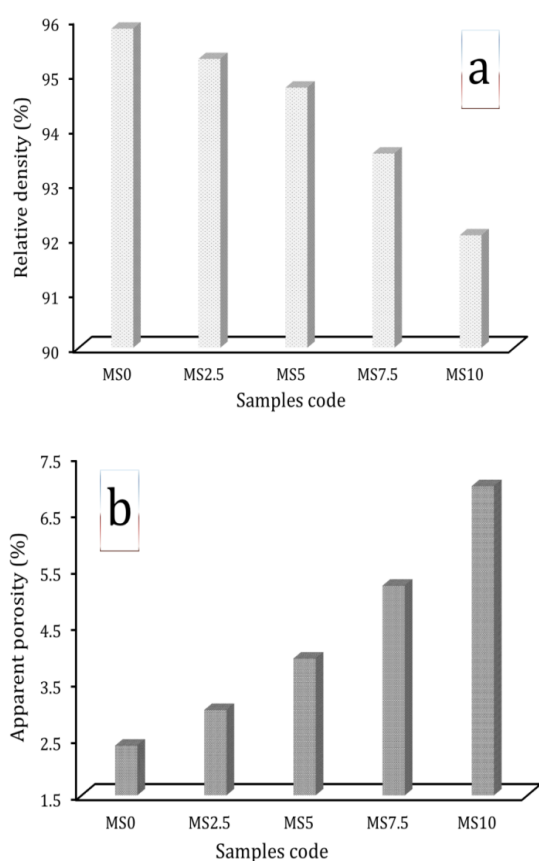 96
a
95
94
93
92
91
90
Relative density (%)
MS0 MS2.5 MS5 MS7.5 MS10
Samples code
7.5
b
6.5
5.5
4.5
3.5
2.5
1.5
Apparent porosity (%)
MS0 MS2.5 MS5 MS7.5 MS10
Samples code